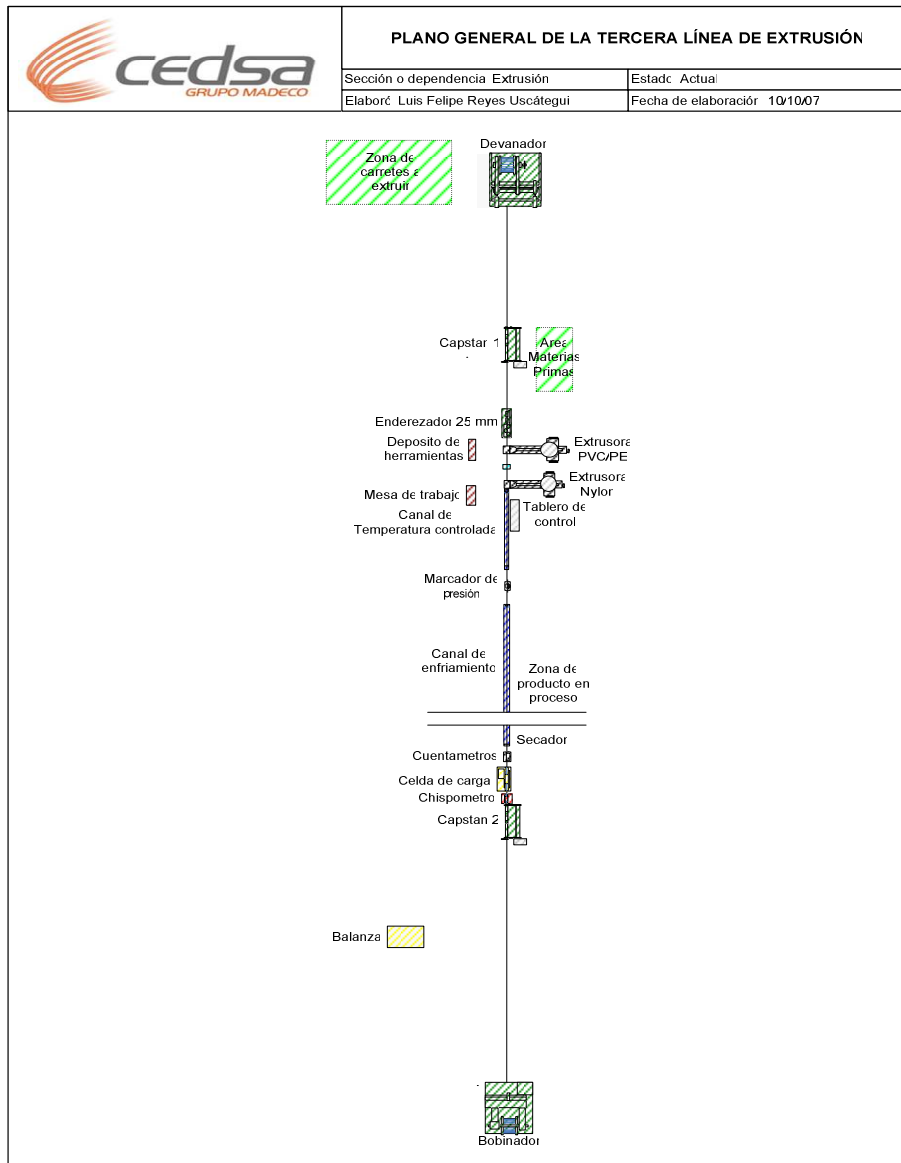 cedsa
GRUPO MADECO
PLANO GENERAL DE LA TERCERA LÍNEA DE EXTRUSIÓN
Sección o dependencia Extrusión
Estado Actual
Elaboró Luis Felipe Reyes Uscátegui
Fecha de elaboración 10/10/07
Devanador
Zona de
carretes a
extruir
Capstan 1
Area
Materias
Primas
Enderezador 25 mm
Deposito de
herramientas
Extrusora
PVC/PE
Extrusora
Nylon
Mesa de trabajo
Canal de
Temperatura controlada
Tablero de
control
Marcador de
presión
Canal de
enfriamiento
Zona de
producto en
proceso
Secador
Cuentametros
Celda de carga
Chispometro
Capstan 2
Balanza
Bobinador